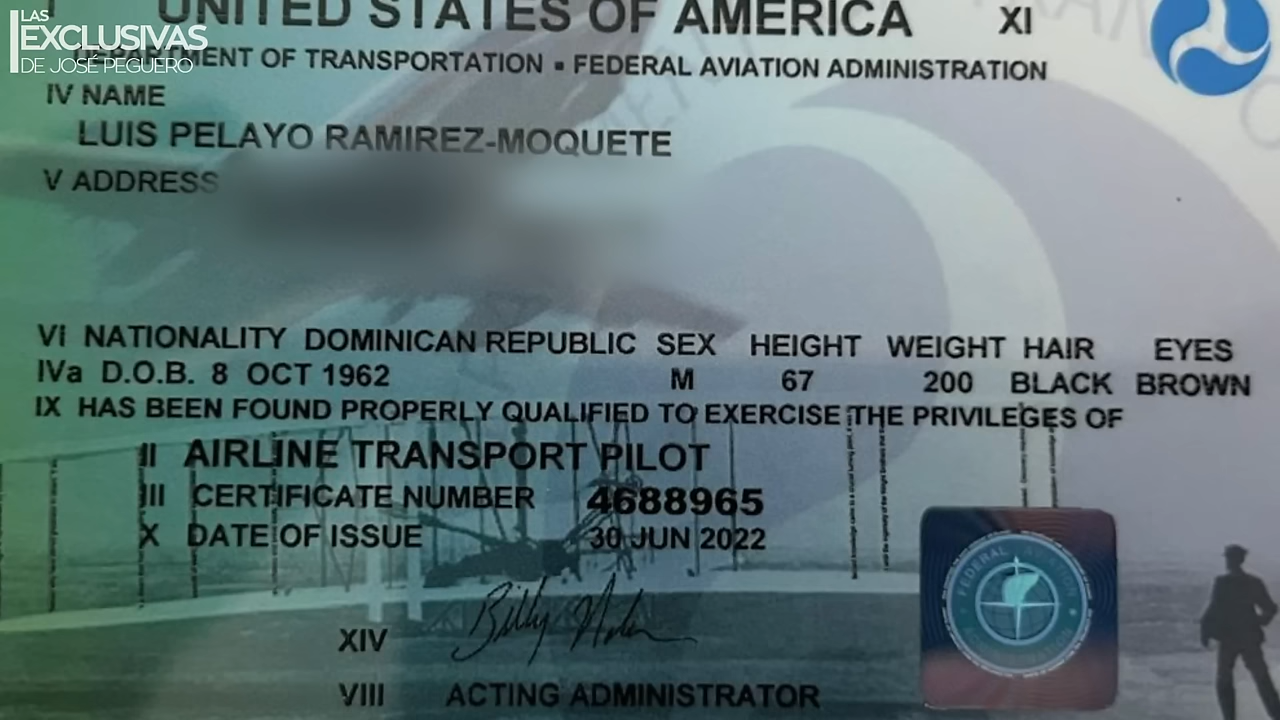 UNITED STATES OF AMERICA XI
LAS
EXCLUSIVAS
DE JOSÉ PEGUERO
DEPARTMENT OF TRANSPORTATION ▪ FEDERAL AVIATION ADMINISTRATION
IV NAME
LUIS PELAYO RAMIREZ-MOQUETE
V ADDRESS
VI NATIONALITY DOMINICAN REPUBLIC SEX HEIGHT WEIGHT HAIR EYES
IVa D.O.B. 8 OCT 1962 M 67 200 BLACK BROWN
IX HAS BEEN FOUND PROPERLY QUALIFIED TO EXERCISE THE PRIVILEGES OF
II AIRLINE TRANSPORT PILOT
III CERTIFICATE NUMBER 4688965
X DATE OF ISSUE 30 JUN 2022
XIV Billy Nolen
VIII ACTING ADMINISTRATOR
FEDERAL AVIATION